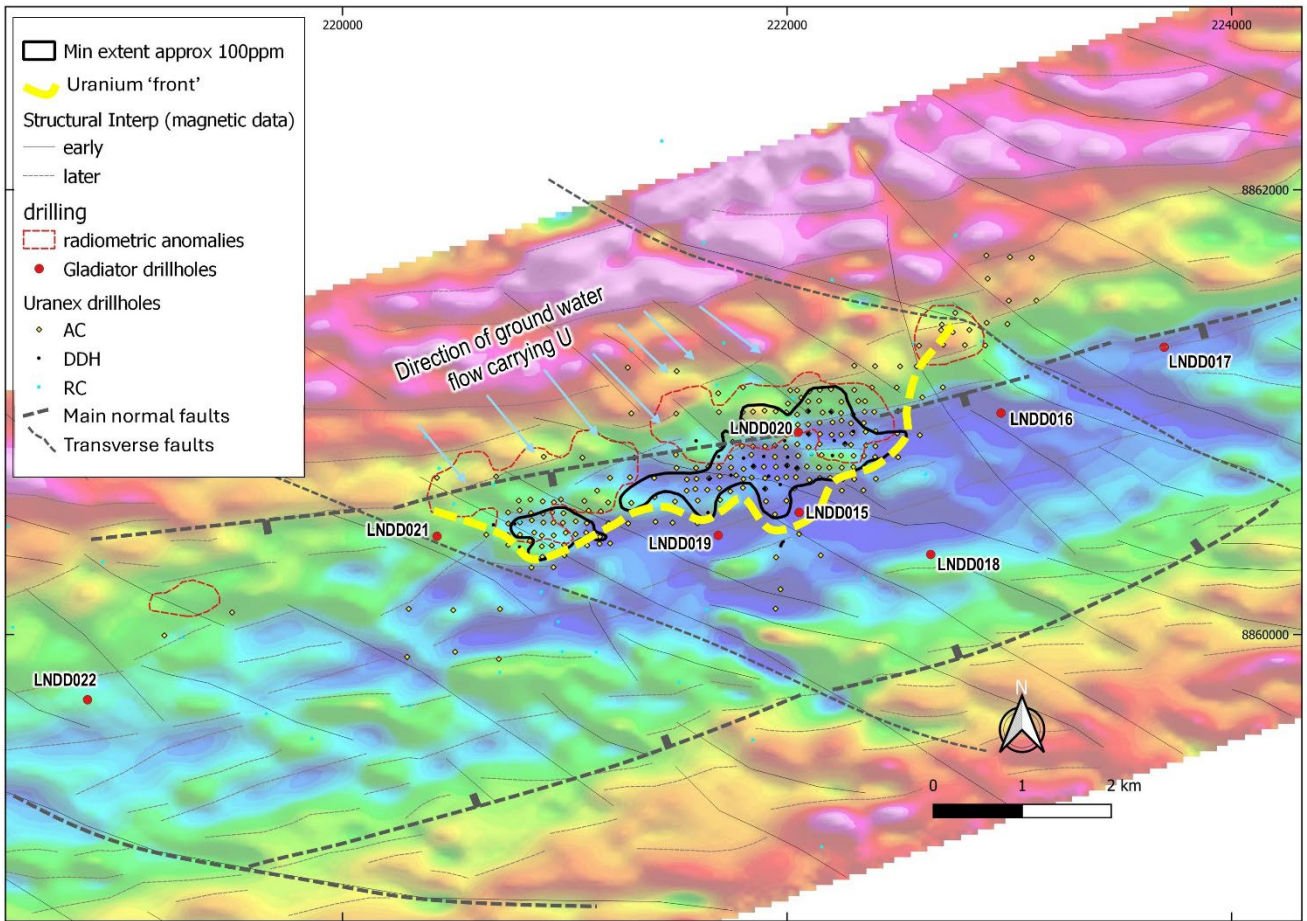 220000
222000
224000
Min extent approx 100ppm
Uranium ‘front’
Structural Interp (magnetic data)
early
later
drilling
radiometric anomalies
Gladiator drillholes
Uranex drillholes
AC
DDH
RC
Main normal faults
Transverse faults
8862000
Direction of ground water
flow carrying U
LNDD017
LNDD016
LNDD020
LNDD021
LNDD015
LNDD019
LNDD018
8860000
LNDD022
N
0 1 2 km